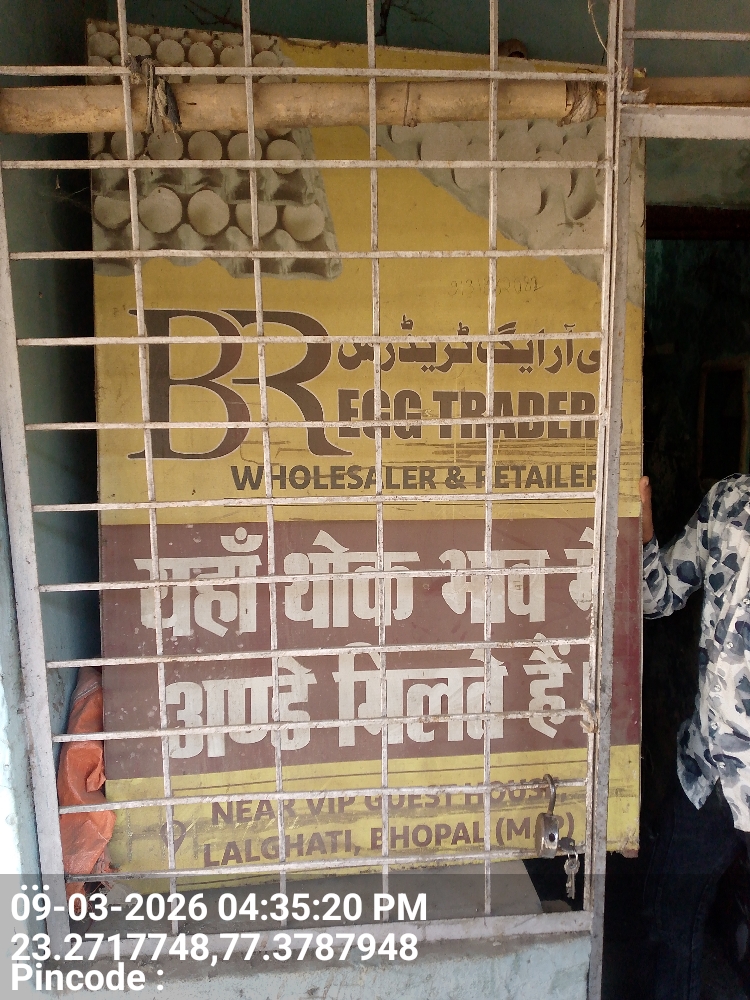 BR
بی آر ایگ ٹریڈرس
EGG TRADER
WHOLESALER & RETAILER
यहाँ थोक भाव में
अण्डे मिलते हैं।
NEAR VIP GUEST HOUSE,
LALGHATI, BHOPAL (M.P)
09-03-2026 04:35:20 PM
23.2717748,77.3787948
Pincode :